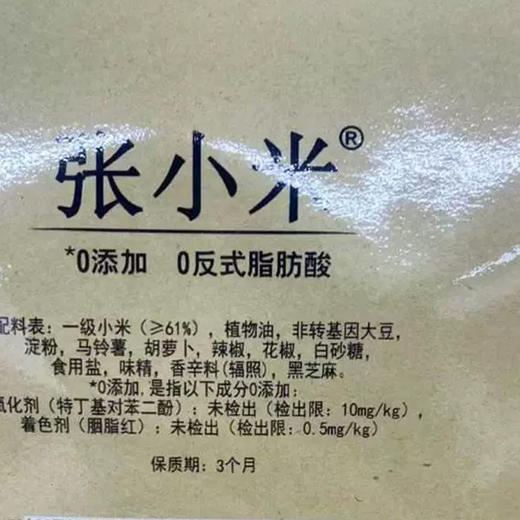 张小米®
*0添加 0反式脂肪酸
配料表：一级小米（≥61%），植物油，非转基因大豆，
淀粉，马铃薯，胡萝卜，辣椒，花椒，白砂糖，
食用盐，味精，香辛料(辐照)，黑芝麻。
*0添加,是指以下成分0添加：
氧化剂（特丁基对苯二酚）：未检出（检出限：10mg/kg），
着色剂（胭脂红）：未检出（检出限：0.5mg/kg）
保质期：3个月